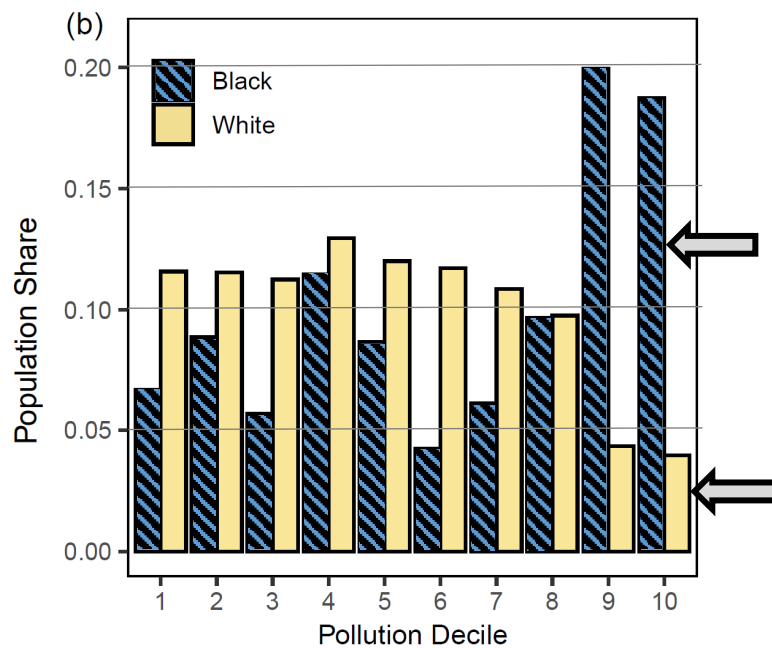 (b)
0.20
Black
White
0.15
0.10
0.05
0.00
Population Share
1 2 3 4 5 6 7 8 9 10
Pollution Decile